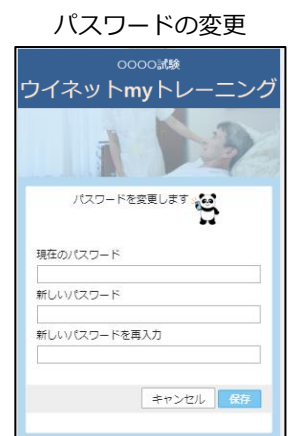 パスワードの変更
○○○○試験
ウイネットmyトレーニング
パスワードを変更します
現在のパスワード
新しいパスワード
新しいパスワードを再入力
キャンセル
保存